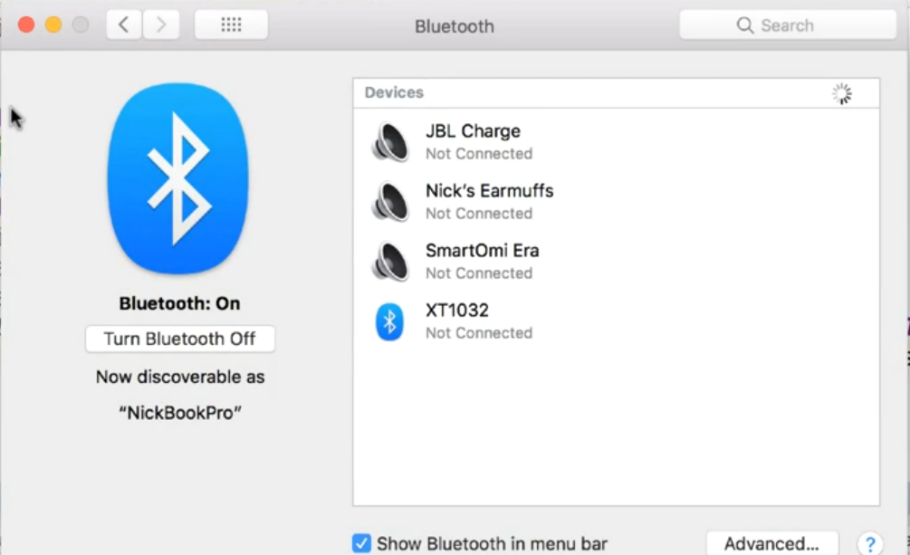 Bluetooth
Search
Bluetooth: On
Turn Bluetooth Off
Now discoverable as
“NickBookPro”
Devices
JBL Charge
Not Connected
Nick’s Earmuffs
Not Connected
SmartOmi Era
Not Connected
XT1032
Not Connected
Show Bluetooth in menu bar
Advanced...
?